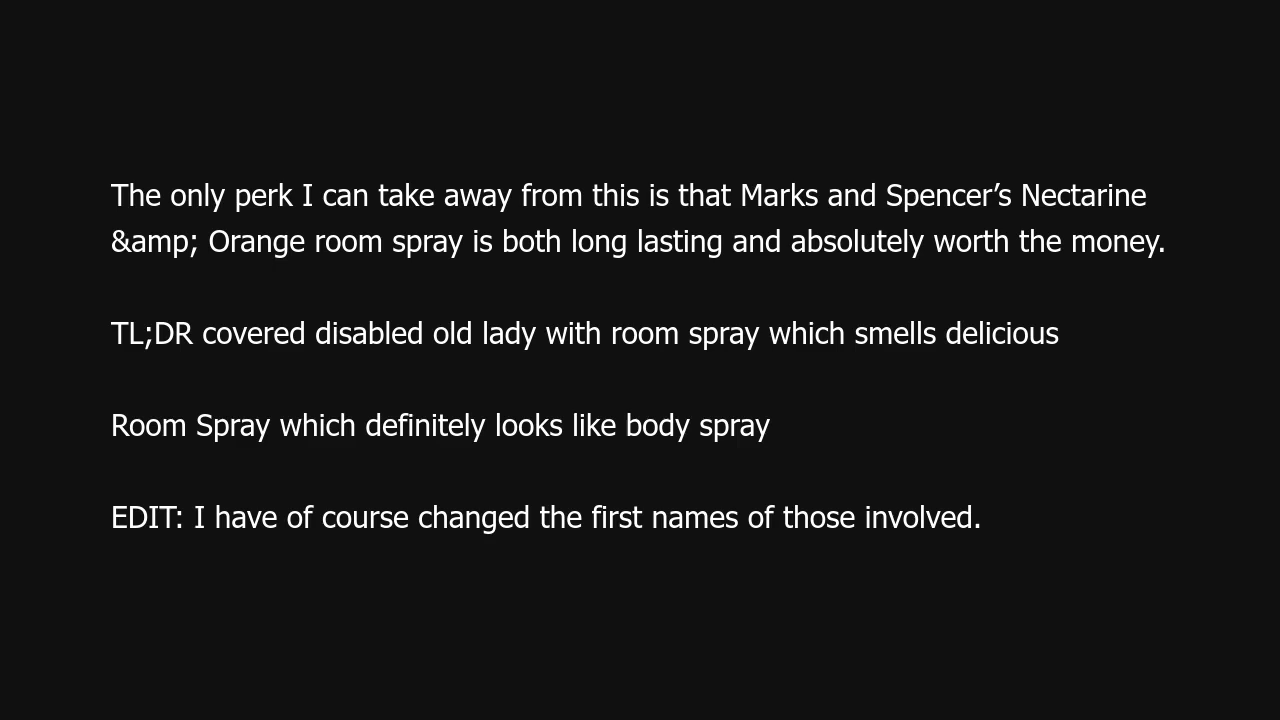 The only perk I can take away from this is that Marks and Spencer’s Nectarine
&amp; Orange room spray is both long lasting and absolutely worth the money.
TL;DR covered disabled old lady with room spray which smells delicious
Room Spray which definitely looks like body spray
EDIT: I have of course changed the first names of those involved.